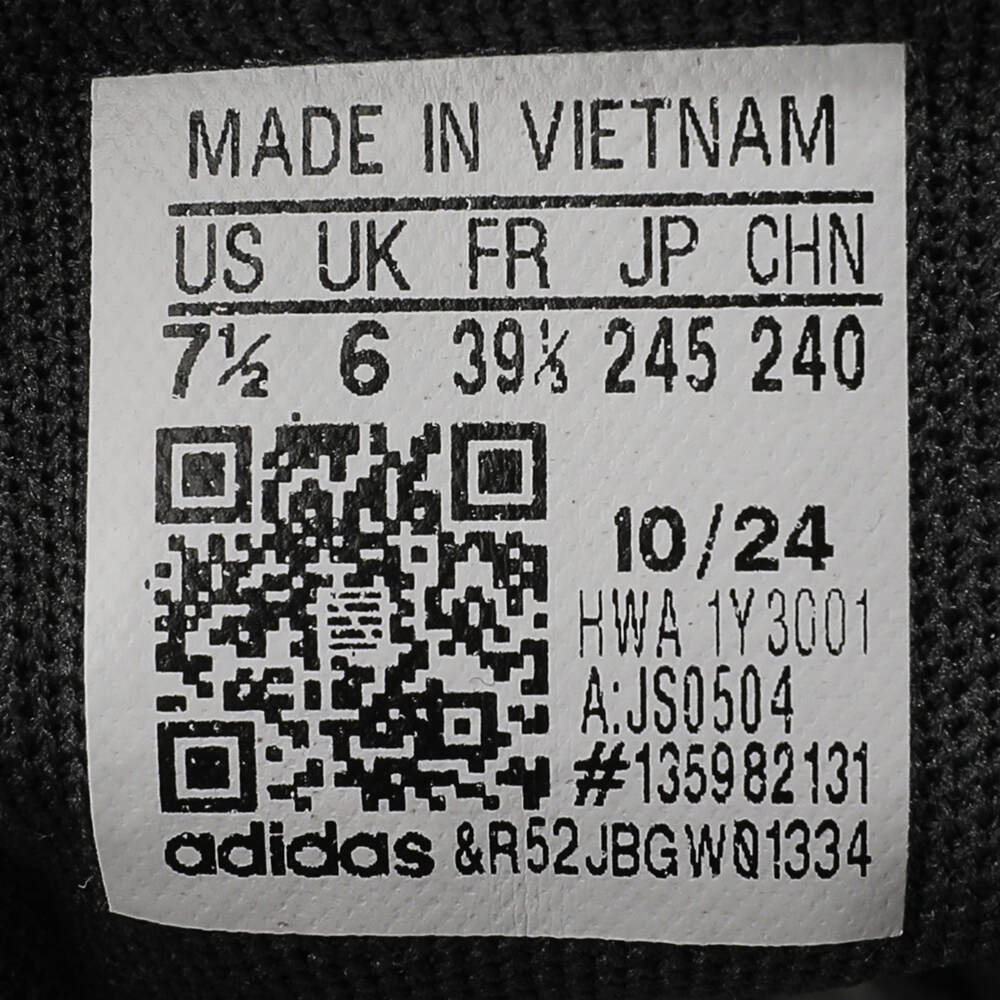 MADE IN VIETNAM
US UK FR JP CHN
7½ 6 39⅓ 245 240
10/24
HWA 1Y3001
A:JS0504
#135982131
adidas &R52JBGWQ1334